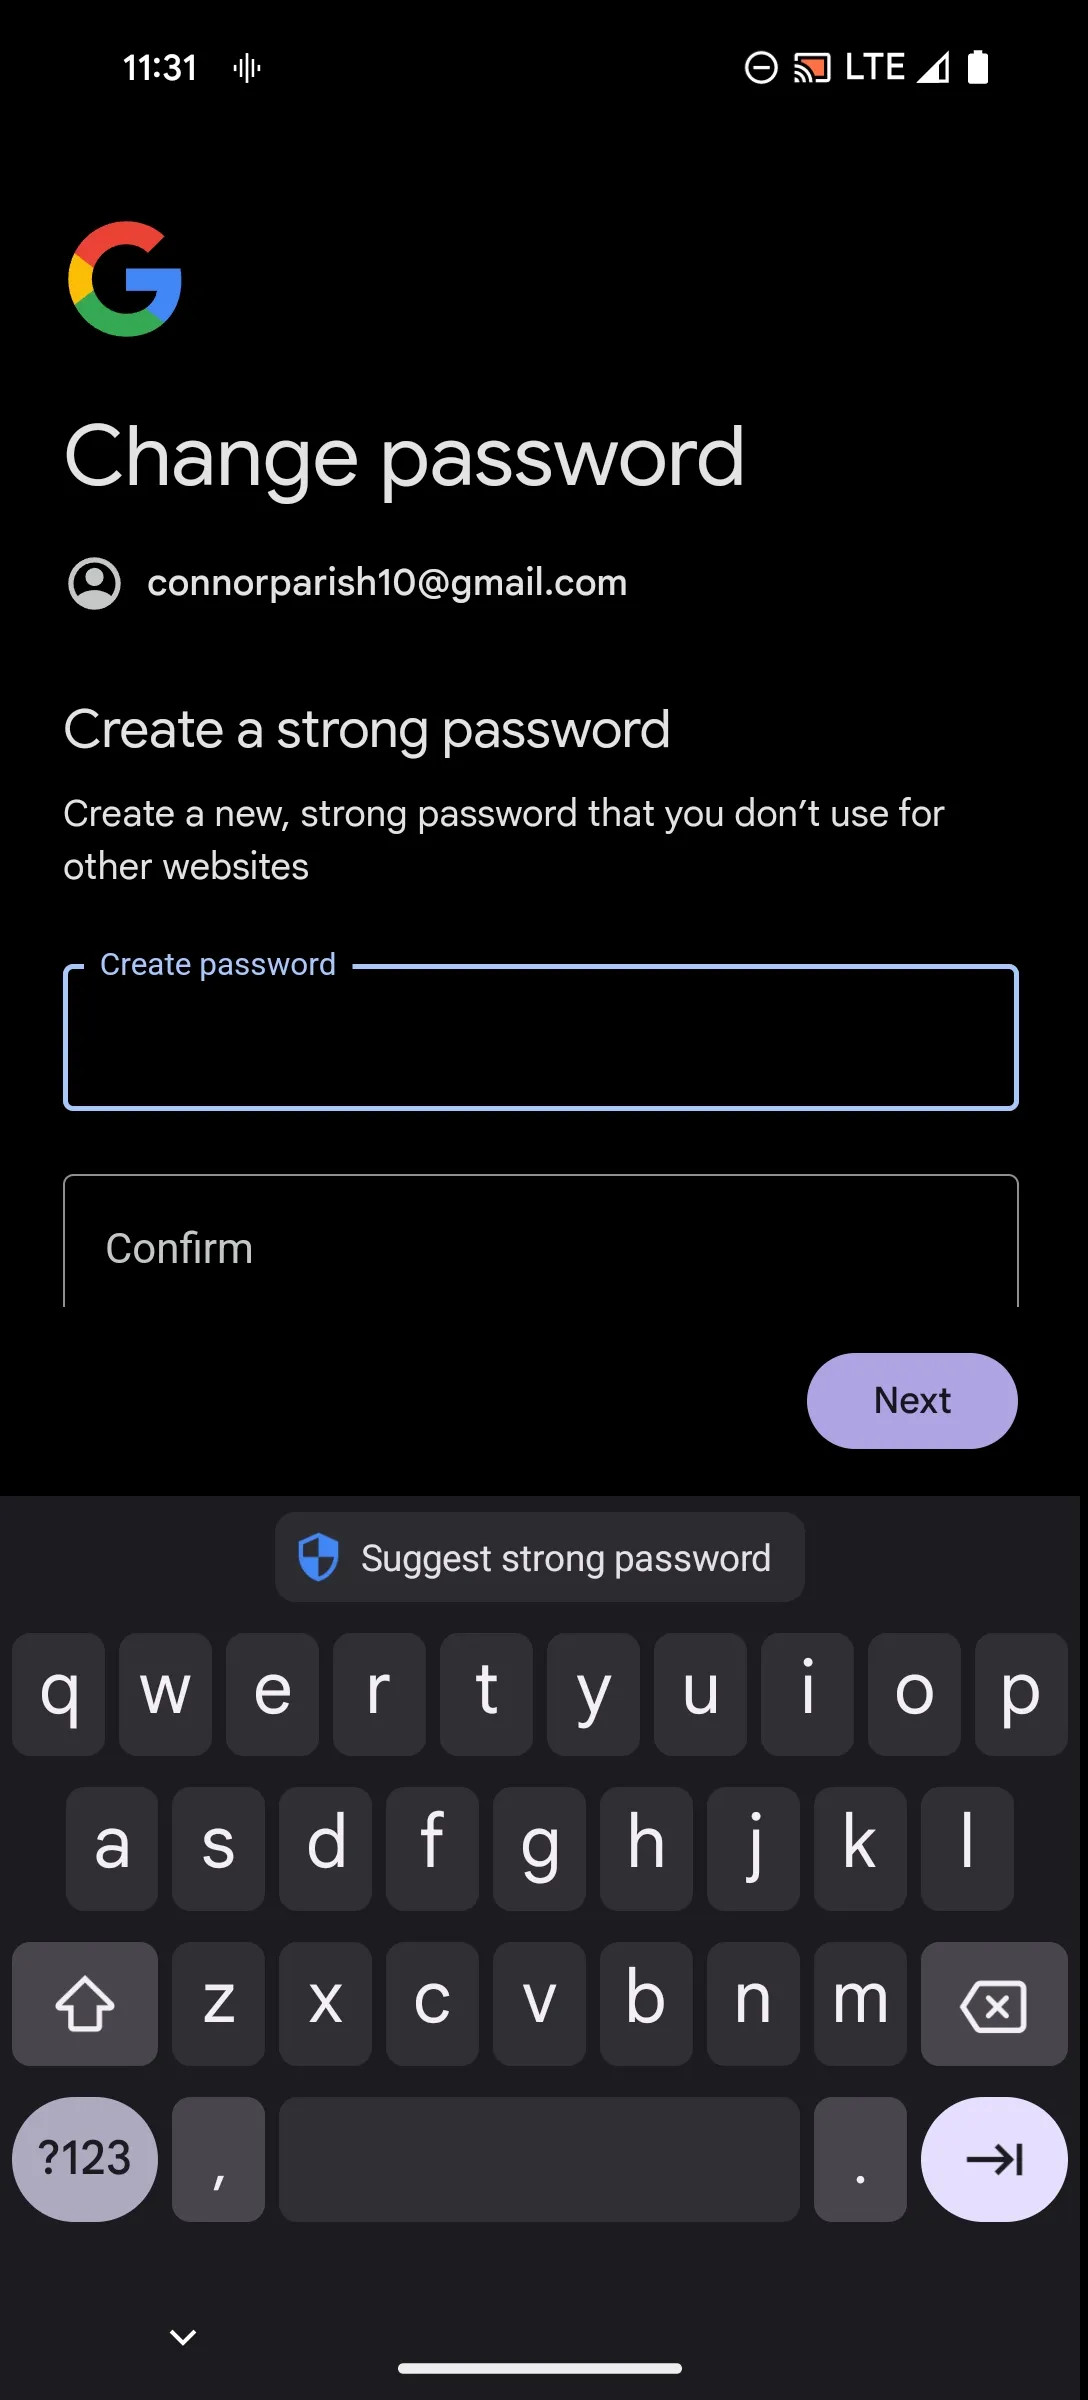 11:31 LTE
Change password
connorparish10@gmail.com
Create a strong password
Create a new, strong password that you don’t use for
other websites
Create password
Confirm
Next
Suggest strong password
q w e r t y u i o p
a s d f g h j k l
z x c v b n m
?123 , .